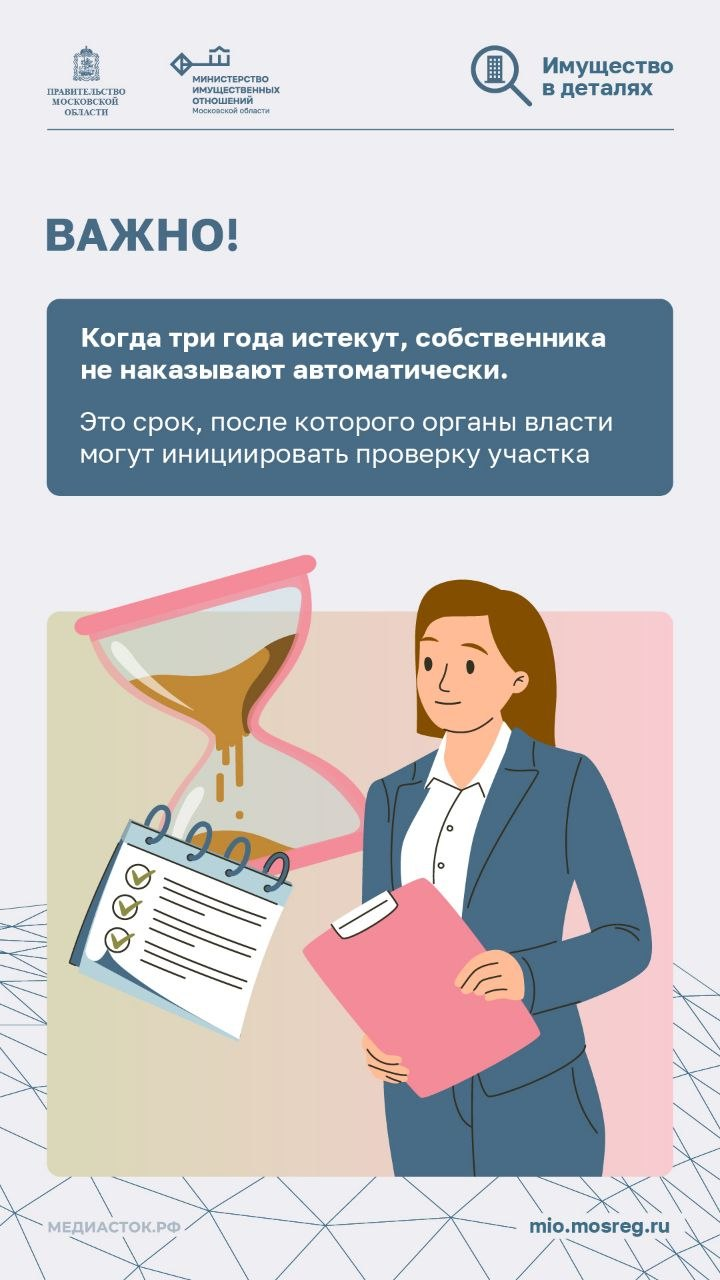 ПРАВИТЕЛЬСТВО
МОСКОВСКОЙ
ОБЛАСТИ
МИНИСТЕРСТВО
ИМУЩЕСТВЕННЫХ
ОТНОШЕНИЙ
Московской области
Имущество
в деталях
ВАЖНО!
Когда три года истекут, собственника
не наказывают автоматически.
Это срок, после которого органы власти
могут инициировать проверку участка
МЕДИАСТОК.РФ
mio.mosreg.ru